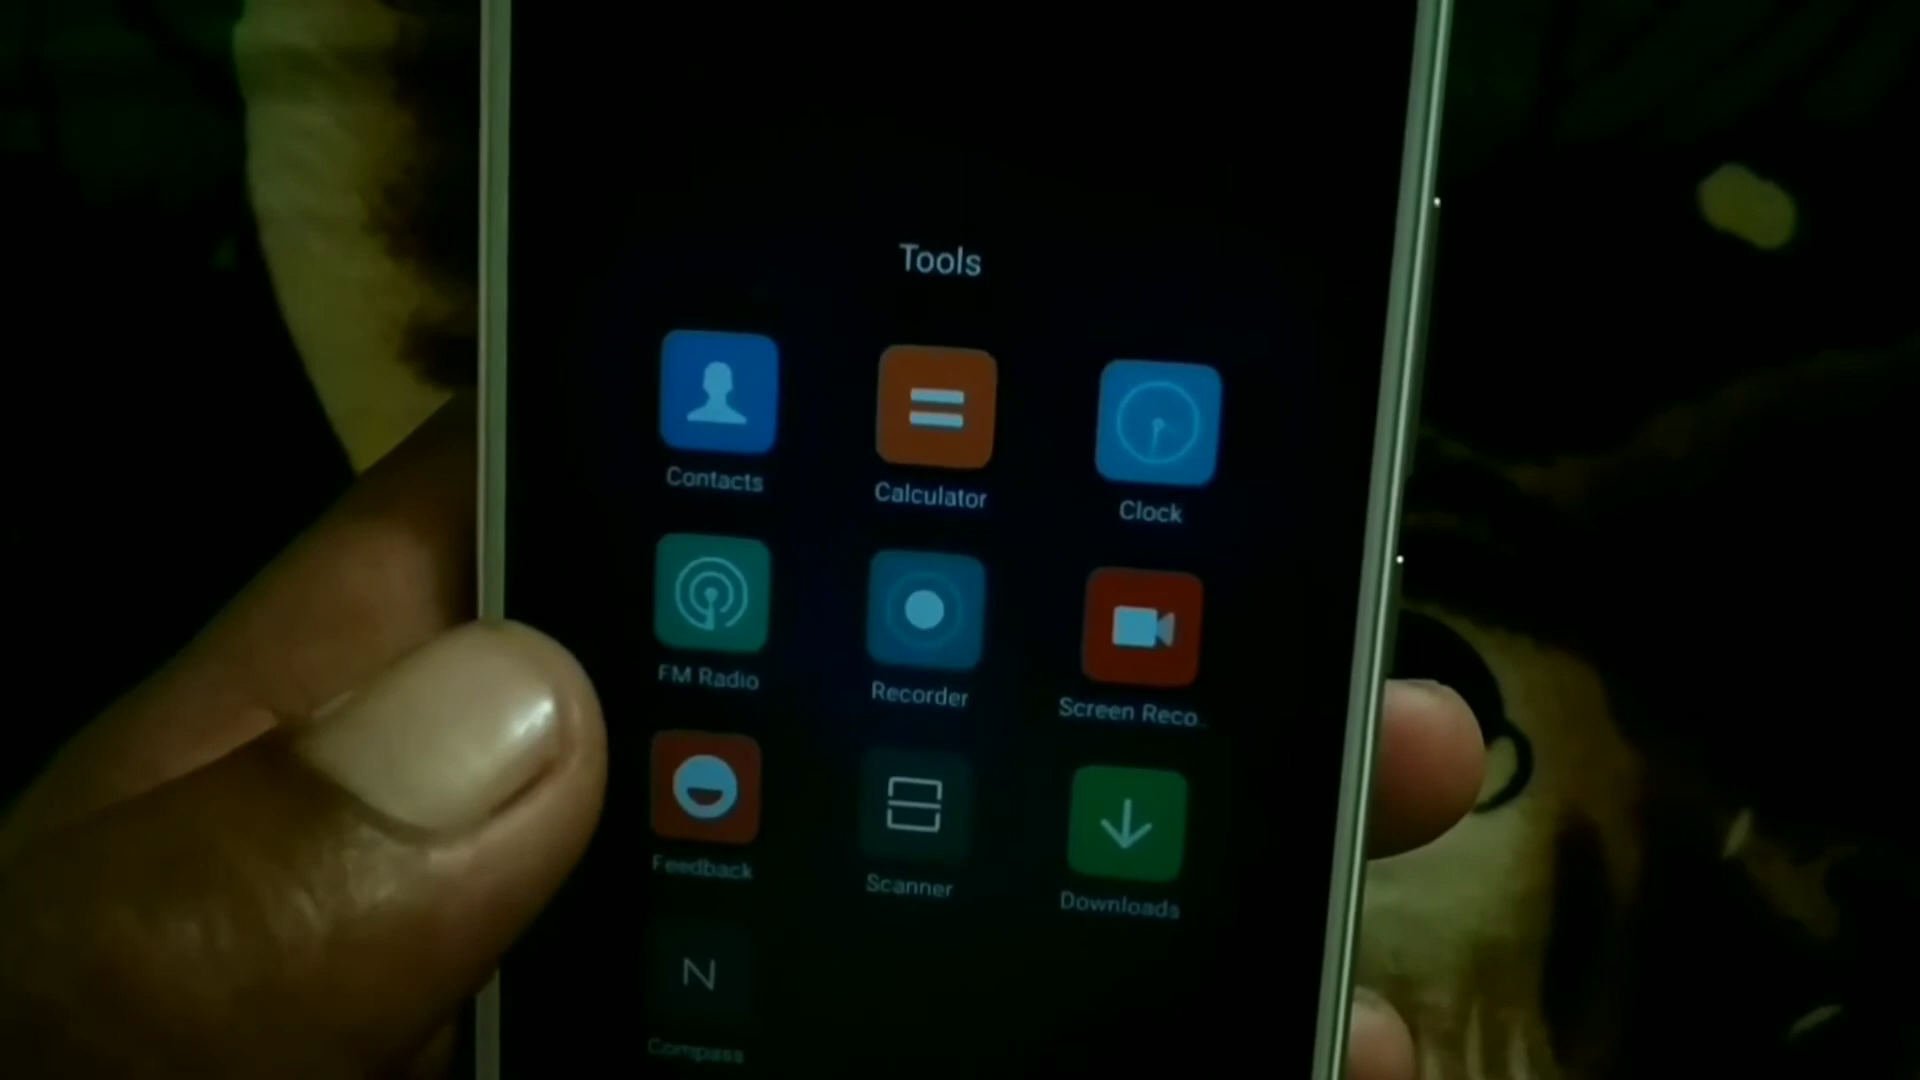 Tools
Contacts
Calculator
Clock
FM Radio
Recorder
Screen Reco..
Feedback
Scanner
Downloads
N
Compass